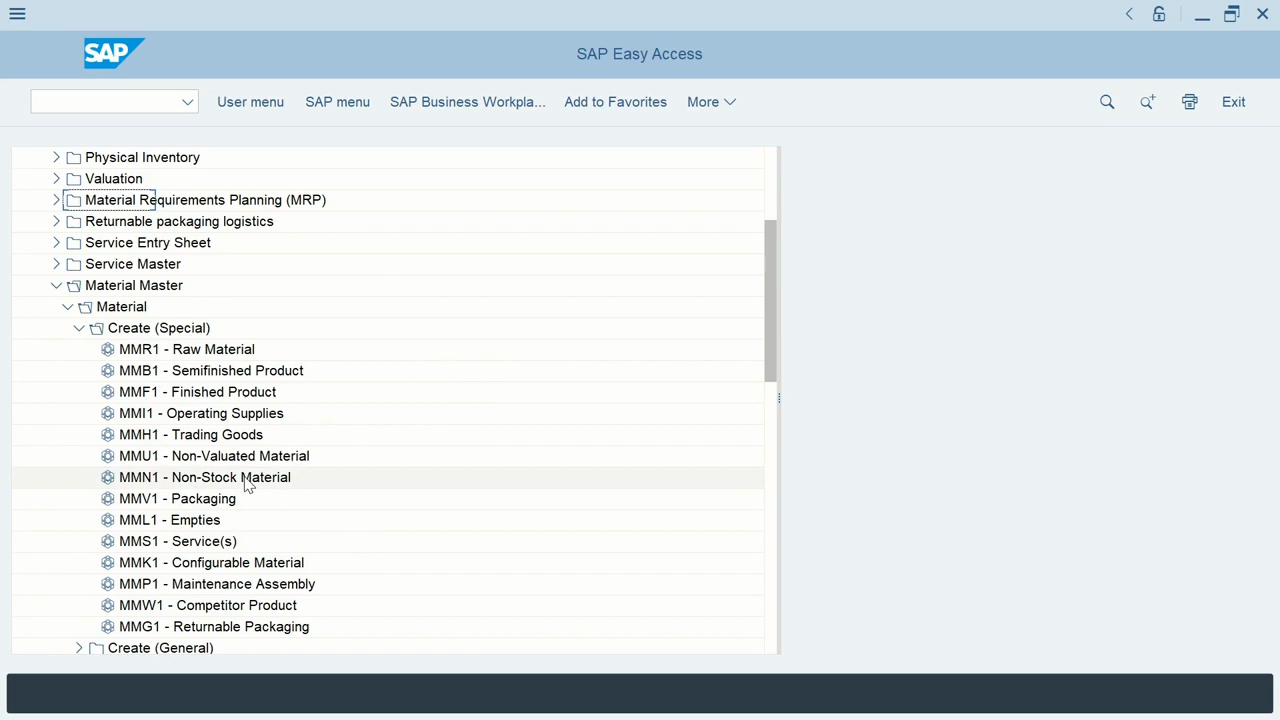 SAP
SAP Easy Access
User menu SAP menu SAP Business Workpla... Add to Favorites More Exit
Physical Inventory
Valuation
Material Requirements Planning (MRP)
Returnable packaging logistics
Service Entry Sheet
Service Master
Material Master
Material
Create (Special)
MMR1 - Raw Material
MMB1 - Semifinished Product
MMF1 - Finished Product
MMI1 - Operating Supplies
MMH1 - Trading Goods
MMU1 - Non-Valuated Material
MMN1 - Non-Stock Material
MMV1 - Packaging
MML1 - Empties
MMS1 - Service(s)
MMK1 - Configurable Material
MMP1 - Maintenance Assembly
MMW1 - Competitor Product
MMG1 - Returnable Packaging
Create (General)